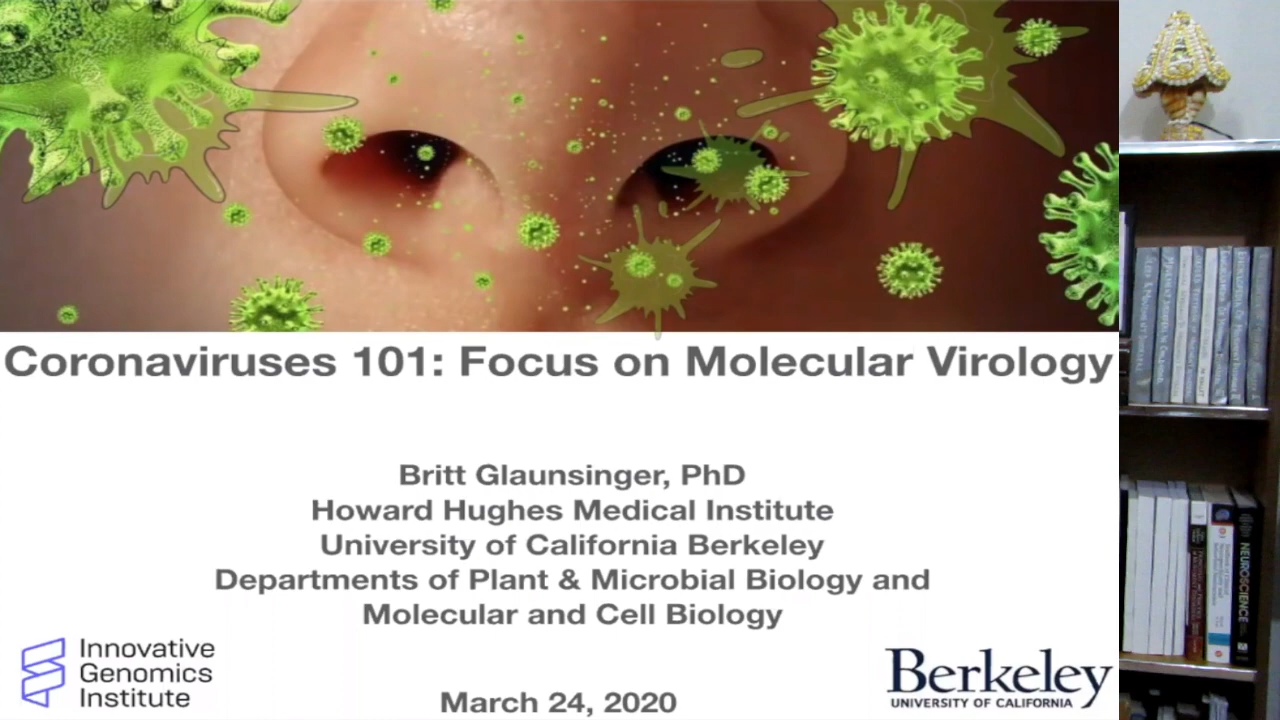 Coronaviruses 101: Focus on Molecular Virology
Britt Glaunsinger, PhD
Howard Hughes Medical Institute
University of California Berkeley
Departments of Plant & Microbial Biology and
Molecular and Cell Biology
Innovative
Genomics
Institute
March 24, 2020
Berkeley
UNIVERSITY OF CALIFORNIA
NEUROSCIENCE